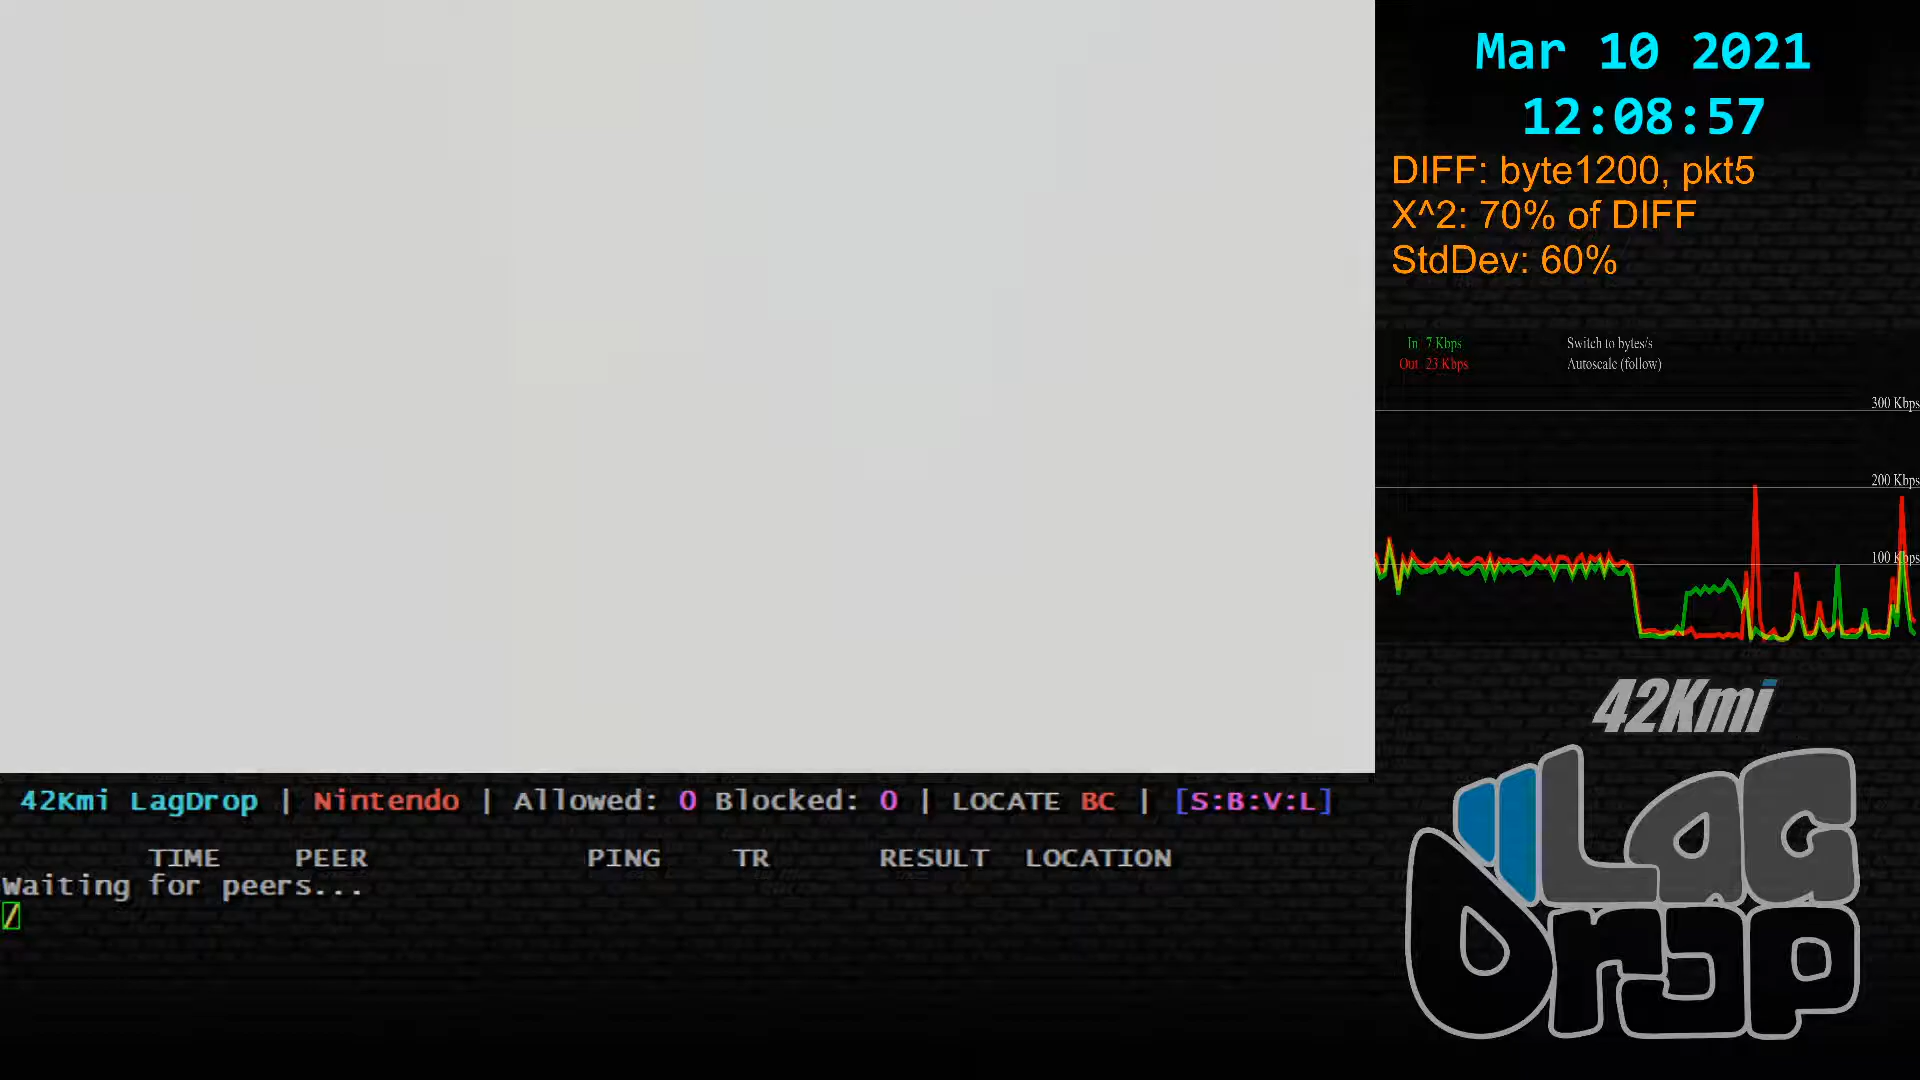 Mar 10 2021
12:08:57
DIFF: byte1200, pkt5
X^2: 70% of DIFF
StdDev: 60%
In 7 Kbps
Switch to bytes/s
Out 23 Kbps
Autoscale (follow)
300 Kbps
200 Kbps
100 Kbps
42Kmi
LAG
Drop
42Kmi LagDrop | Nintendo | Allowed: 0 Blocked: 0 | LOCATE BC | [S:B:V:L]
TIME PEER PING TR RESULT LOCATION
Waiting for peers...
/